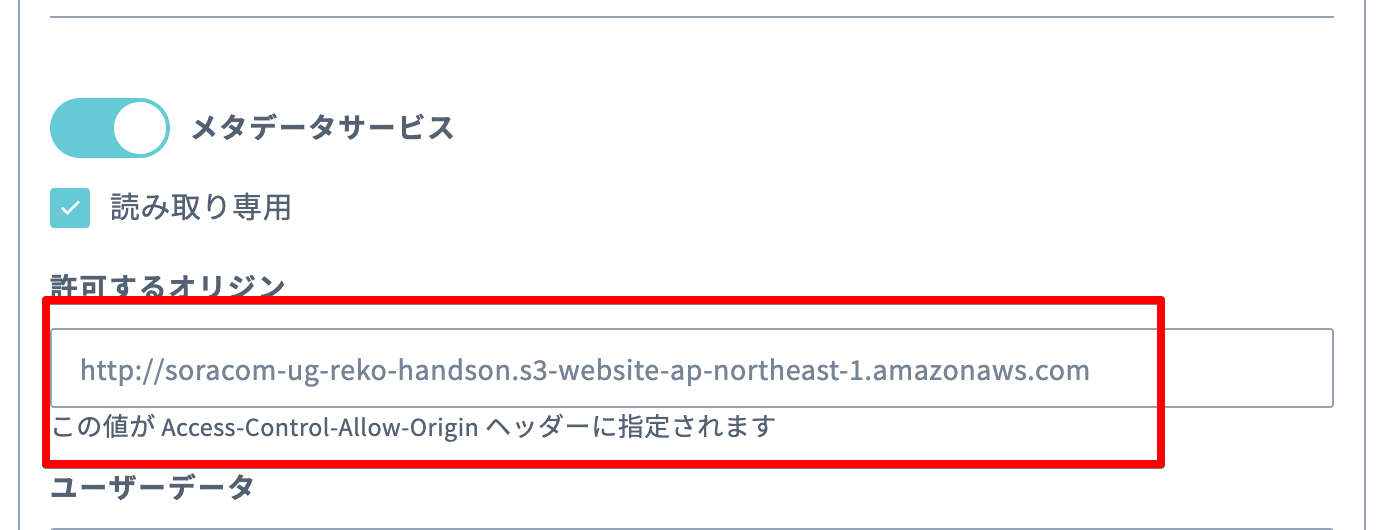 メタデータサービス
読み取り専用
許可するオリジン
http://soracom-ug-reko-handson.s3-website-ap-northeast-1.amazonaws.com
この値が Access-Control-Allow-Origin ヘッダーに指定されます
ユーザーデータ